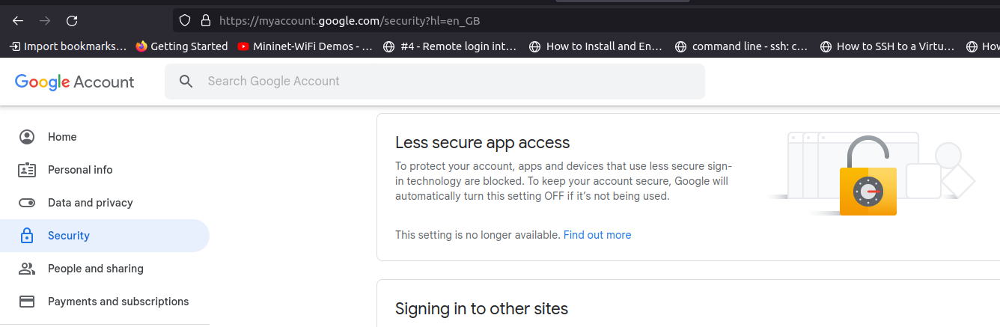 https://myaccount.google.com/security?hl=en_GB
Import bookmarks... Getting Started Mininet-WiFi Demos - ... #4 - Remote login int... How to Install and En... command line - ssh: c... How to SSH to a Virtu... How
Google Account Search Google Account
Home
Personal info
Data and privacy
Security
People and sharing
Payments and subscriptions
Less secure app access
To protect your account, apps and devices that use less secure sign-
in technology are blocked. To keep your account secure, Google will
automatically turn this setting OFF if it's not being used.
This setting is no longer available. Find out more
Signing in to other sites